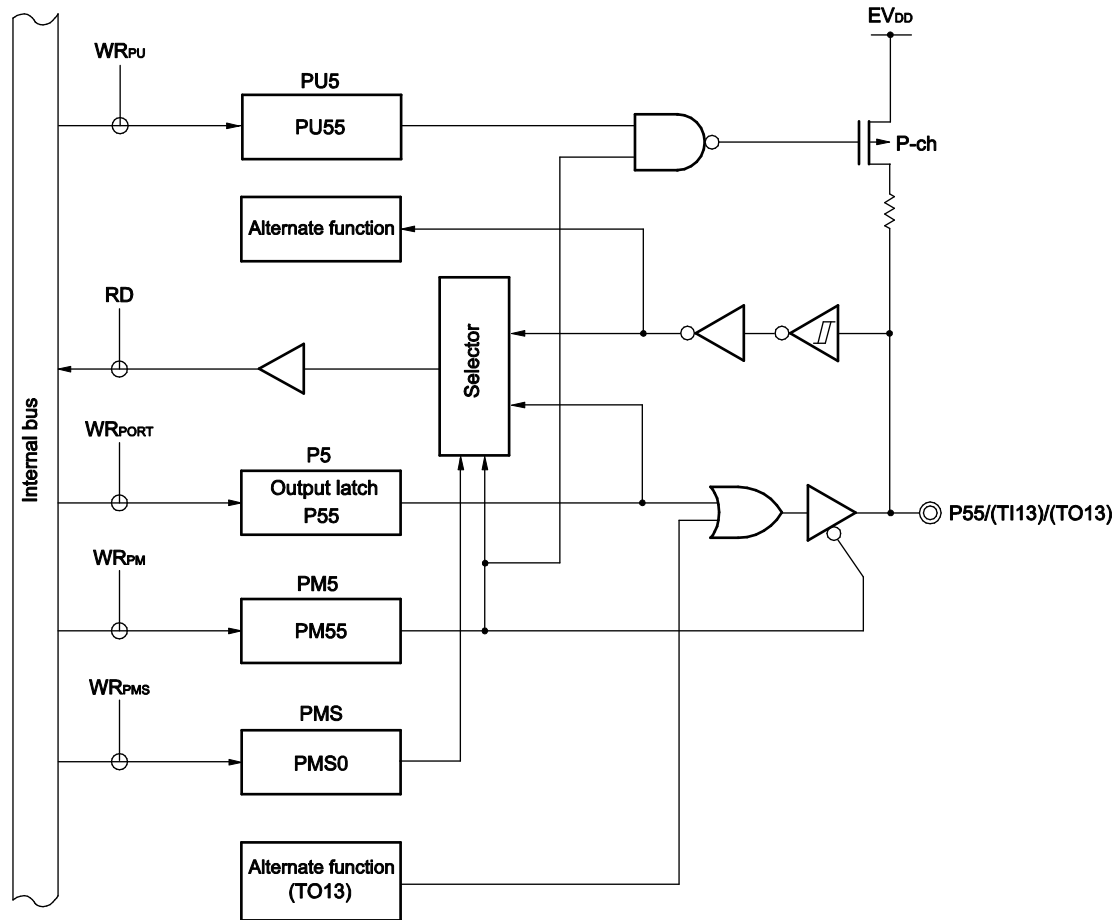 EVDD
WRPU
PU5
PU55
P-ch
Alternate function
RD
Selector
Internal bus
WRPORT
P5
Output latch
P55
P55/(TI13)/(TO13)
WRPM
PM5
PM55
WRPMS
PMS
PMS0
Alternate function
(TO13)